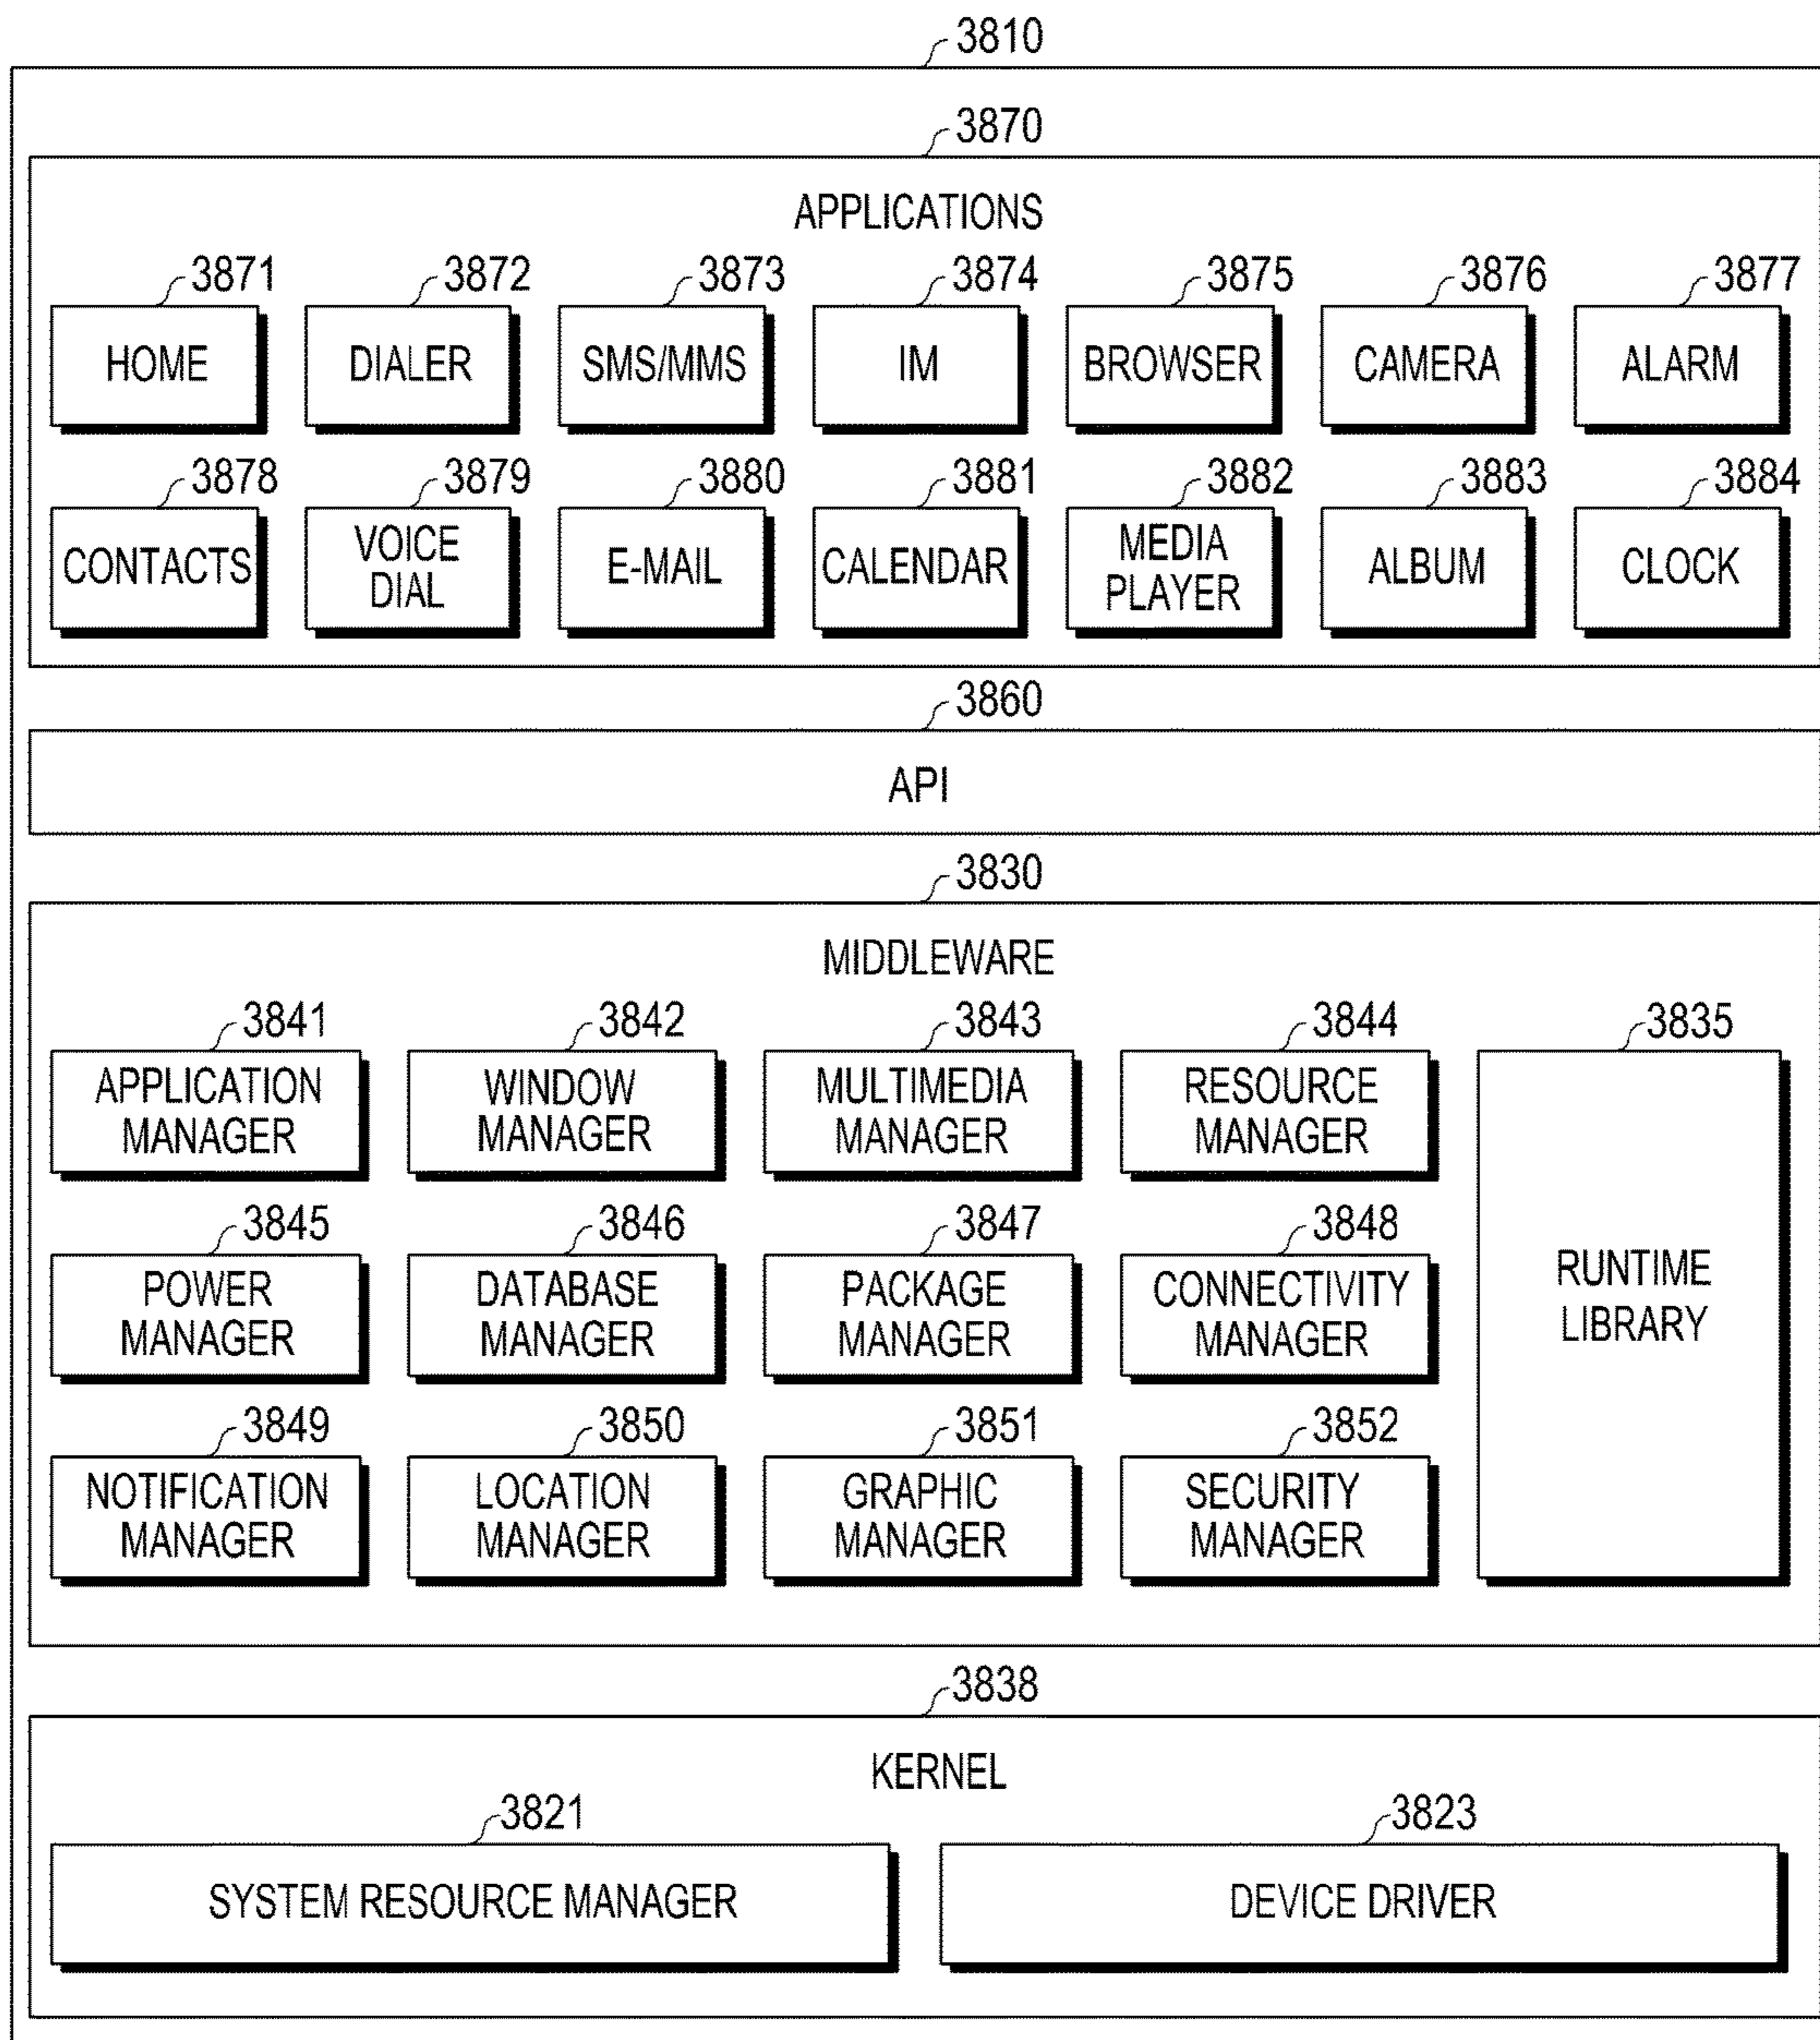 3810
3870
APPLICATIONS
3871 3872 3873 3874 3875 3876 3877
HOME DIALER SMS/MMS IM BROWSER CAMERA ALARM
3878 3879 3880 3881 3882 3883 3884
CONTACTS VOICE DIAL E-MAIL CALENDAR MEDIA PLAYER ALBUM CLOCK
3860
API
3830
MIDDLEWARE
3841 3842 3843 3844 3835
APPLICATION MANAGER WINDOW MANAGER MULTIMEDIA MANAGER RESOURCE MANAGER
3845 3846 3847 3848
POWER MANAGER DATABASE MANAGER PACKAGE MANAGER CONNECTIVITY MANAGER RUNTIME LIBRARY
3849 3850 3851 3852
NOTIFICATION MANAGER LOCATION MANAGER GRAPHIC MANAGER SECURITY MANAGER
3838
KERNEL
3821 3823
SYSTEM RESOURCE MANAGER DEVICE DRIVER